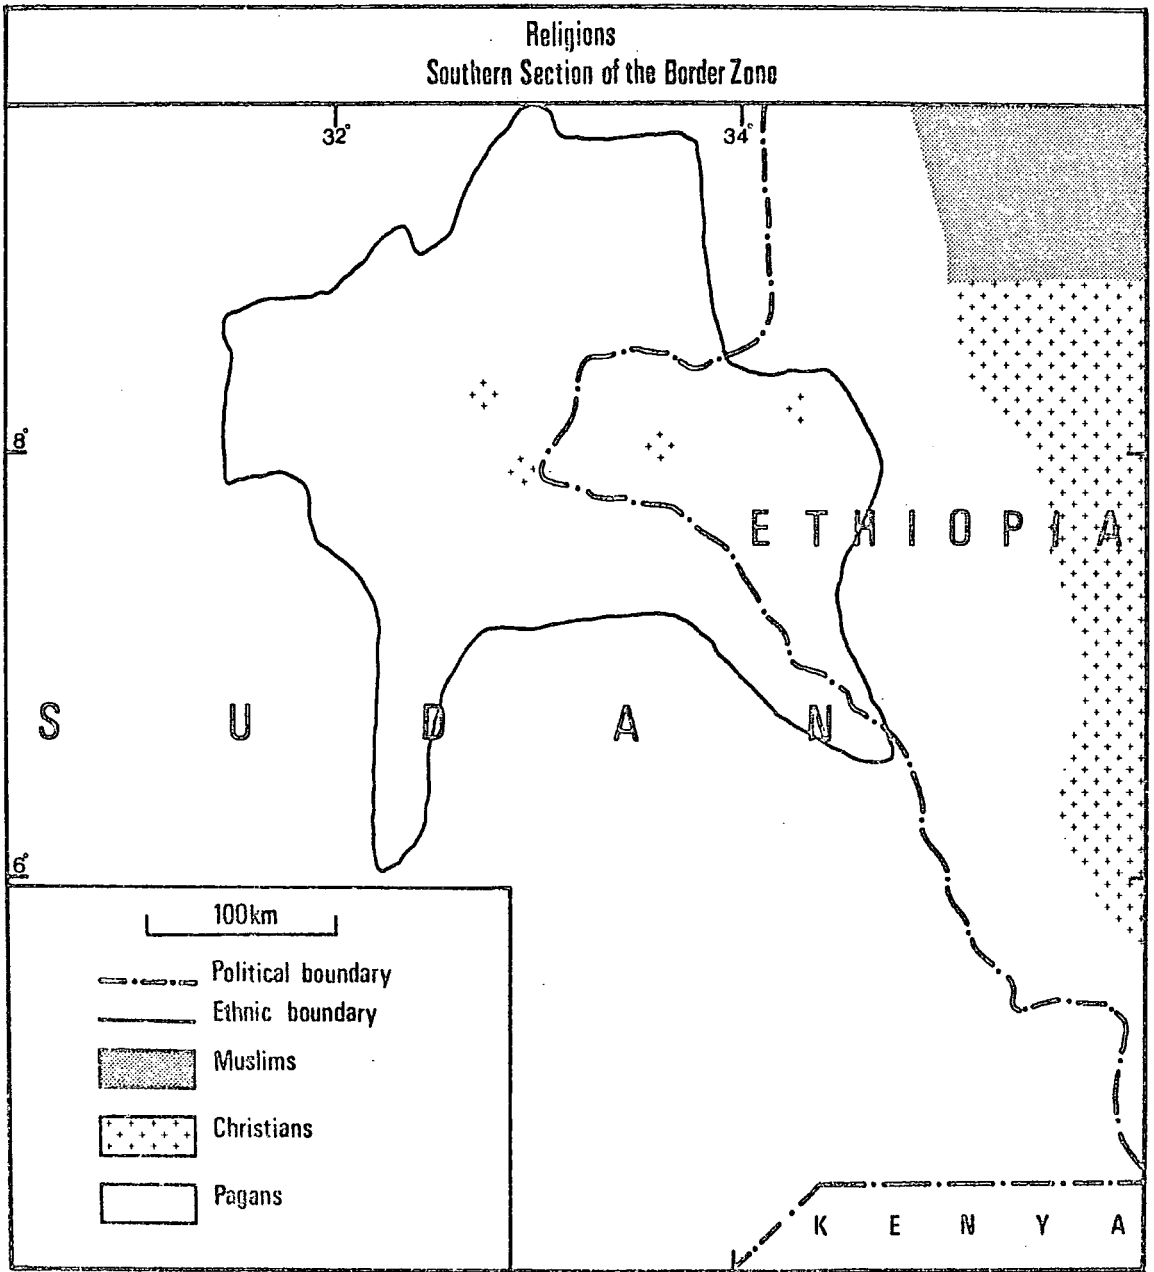 Religions
Southern Section of the Border Zone
32°
34°
8°
ETHIOPIA
SUDAN
6°
100km
Political boundary
Ethnic boundary
Muslims
Christians
Pagans
KENYA